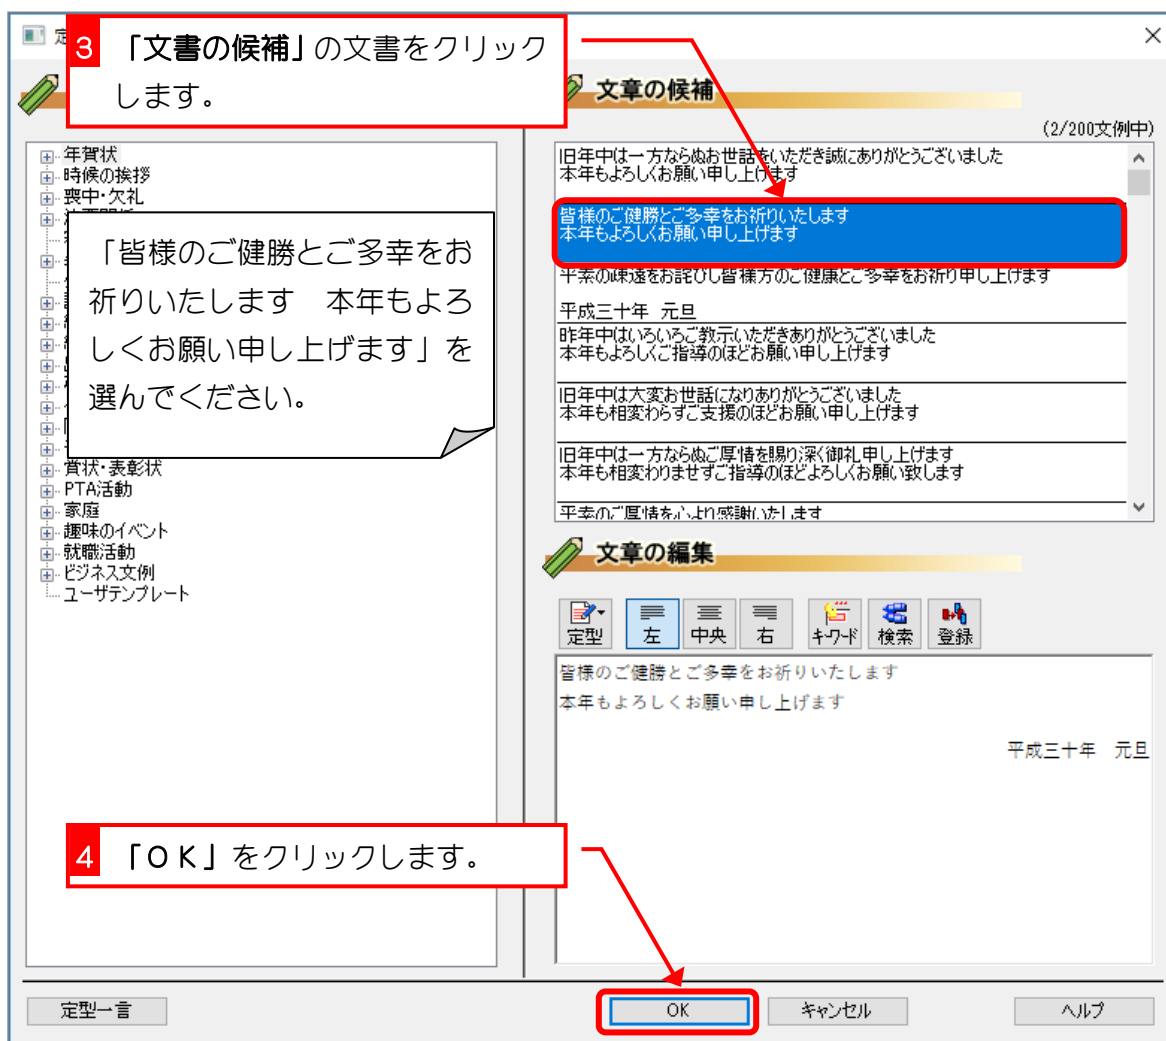 定
3 「文書の候補」の文書をクリック
します。
文章の候補
(2/200文例中)
年賀状
時候の挨拶
喪中・欠礼
「皆様のご健勝とご多幸をお
祈りいたします　本年もよろ
しくお願い申し上げます」を
選んでください。
賞状・表彰状
PTA活動
家庭
趣味のイベント
就職活動
ビジネス文例
ユーザテンプレート
旧年中は一方ならぬお世話をいただき誠にありがとうございました
本年もよろしくお願い申し上げます
皆様のご健勝とご多幸をお祈りいたします
本年もよろしくお願い申し上げます
平素の疎遠をお詫びし皆様方のご健康とご多幸をお祈り申し上げます
平成三十年 元旦
昨年中はいろいろご教示いただきありがとうございました
本年もよろしくご指導のほどお願い申し上げます
旧年中は大変お世話になりありがとうございました
本年も相変わらずご支援のほどお願い申し上げます
旧年中は一方ならぬご厚情を賜り深く御礼申し上げます
本年も相変わりませずご指導のほどよろしくお願い致します
平素のご厚情を心より感謝いたします
文章の編集
定型 左 中央 右 キーワード 検索 登録
皆様のご健勝とご多幸をお祈りいたします
本年もよろしくお願い申し上げます
平成三十年　元旦
4 「ＯＫ」をクリックします。
定型一言 OK キャンセル ヘルプ